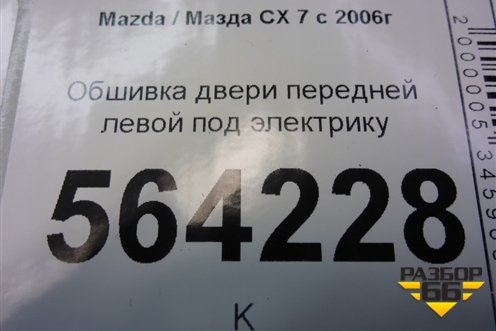 Mazda / Мазда CX 7 с 2006г
Обшивка двери передней
левой под электрику
564228
К
РАЗБОР
66